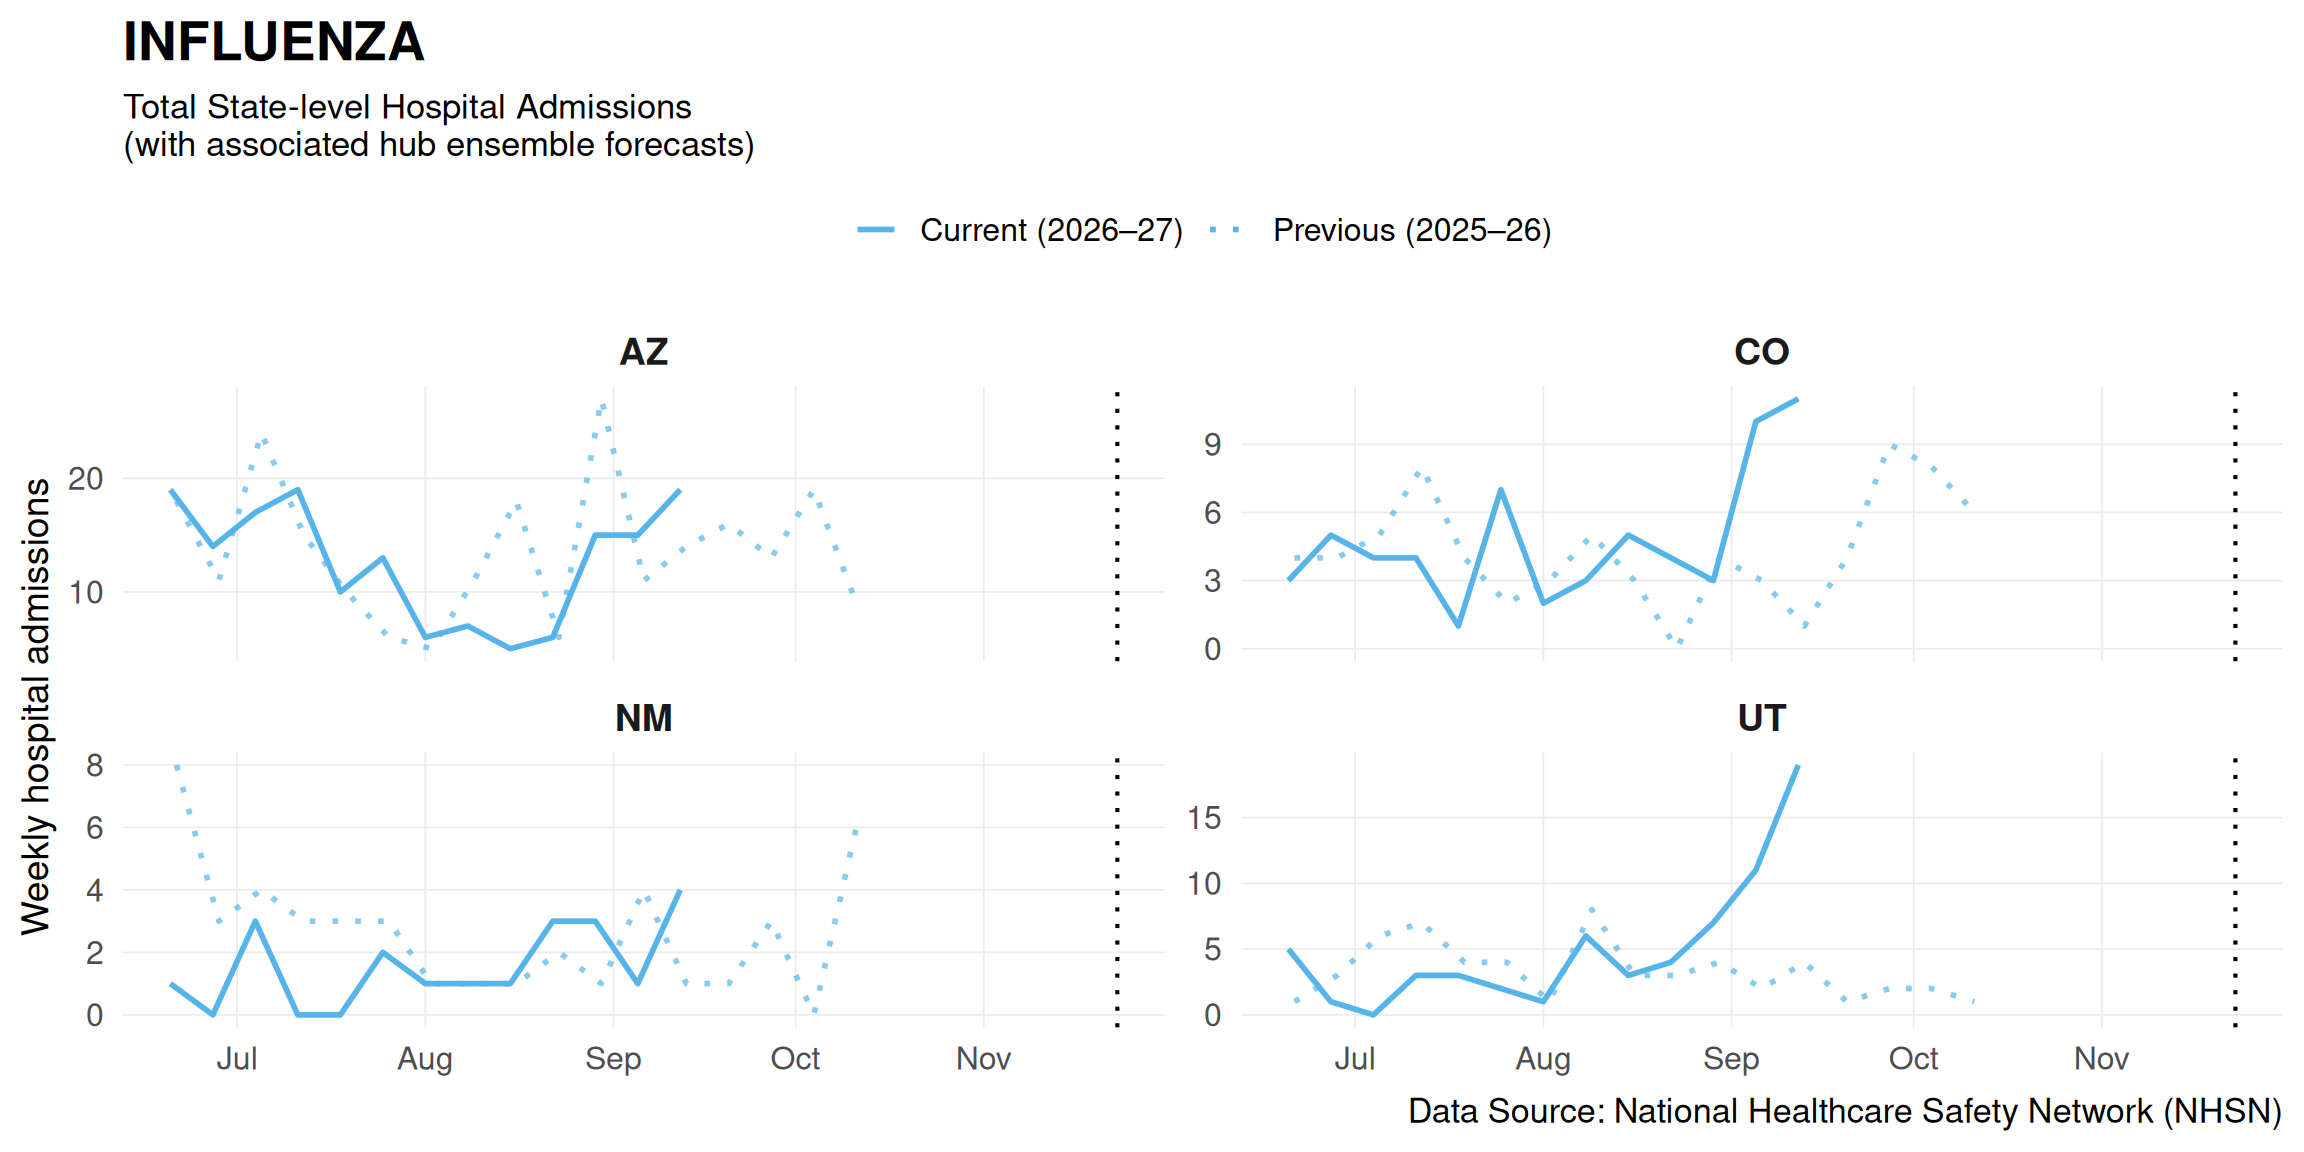 INFLUENZA
Total State-level Hospital Admissions
(with associated hub ensemble forecasts)
Current (2026–27)
Previous (2025–26)
AZ
CO
Weekly hospital admissions
20
10
9
6
3
0
NM
UT
8
6
4
2
0
15
10
5
0
Jul Aug Sep Oct Nov
Jul Aug Sep Oct Nov
Data Source: National Healthcare Safety Network (NHSN)